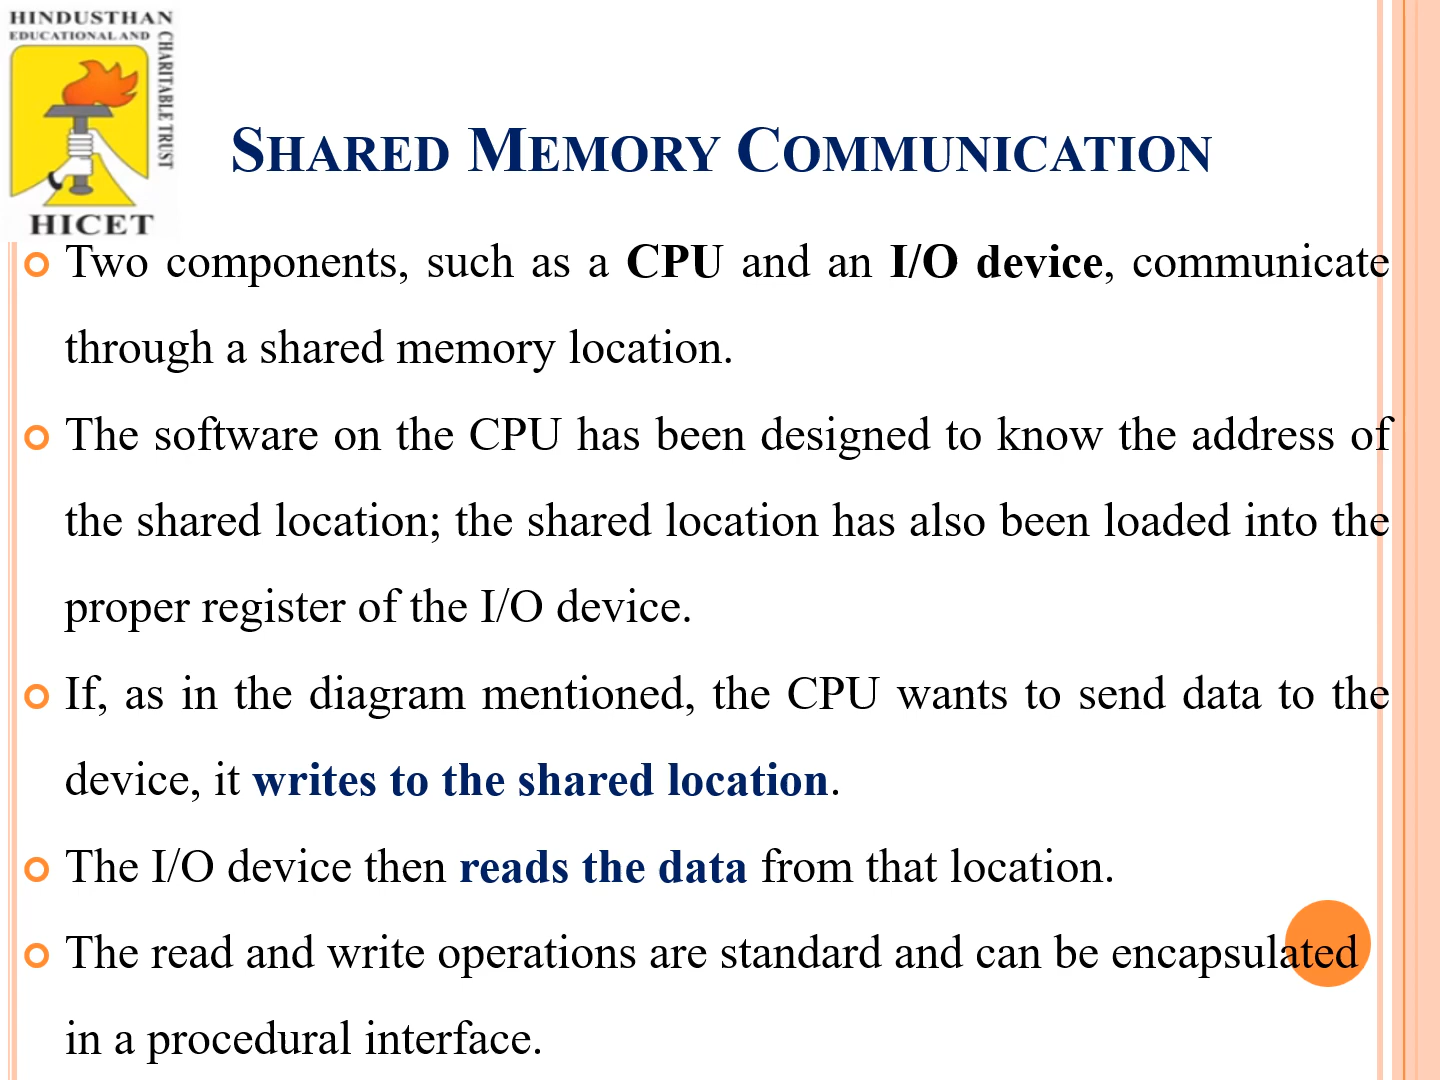 HINDUSTHAN
EDUCATIONAL AND
CHARITABLE TRUST
HICET
SHARED MEMORY COMMUNICATION
Two components, such as a CPU and an I/O device, communicate
through a shared memory location.
The software on the CPU has been designed to know the address of
the shared location; the shared location has also been loaded into the
proper register of the I/O device.
If, as in the diagram mentioned, the CPU wants to send data to the
device, it writes to the shared location.
The I/O device then reads the data from that location.
The read and write operations are standard and can be encapsulated
in a procedural interface.